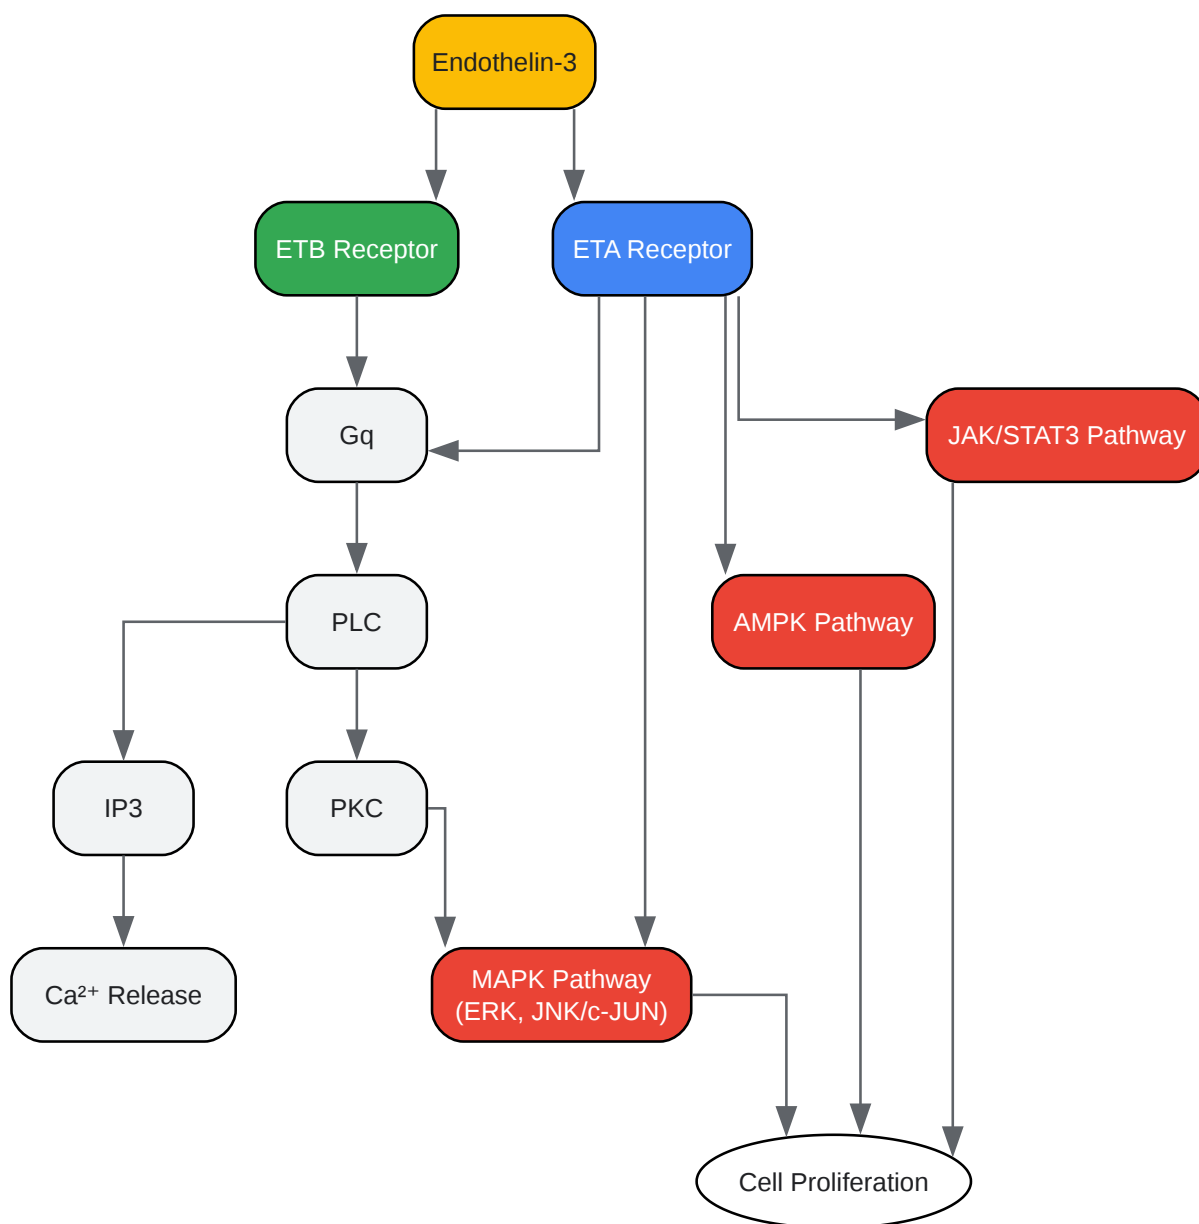 Endothelin-3
ETB Receptor
ETA Receptor
Gq
JAK/STAT3 Pathway
PLC
AMPK Pathway
IP3
PKC
Ca²⁺ Release
MAPK Pathway
(ERK, JNK/c-JUN)
Cell Proliferation